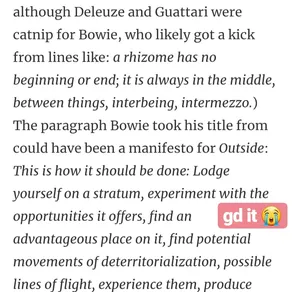 although Deleuze and Guattari were
catnip for Bowie, who likely got a kick
from lines like: a rhizome has no
beginning or end; it is always in the middle,
between things, interbeing, intermezzo.)
The paragraph Bowie took his title from
could have been a manifesto for Outside:
This is how it should be done: Lodge
yourself on a stratum, experiment with the
opportunities it offers, find an
gd it 😭
advantageous place on it, find potential
movements of deterritorialization, possible
lines of flight, experience them, produce